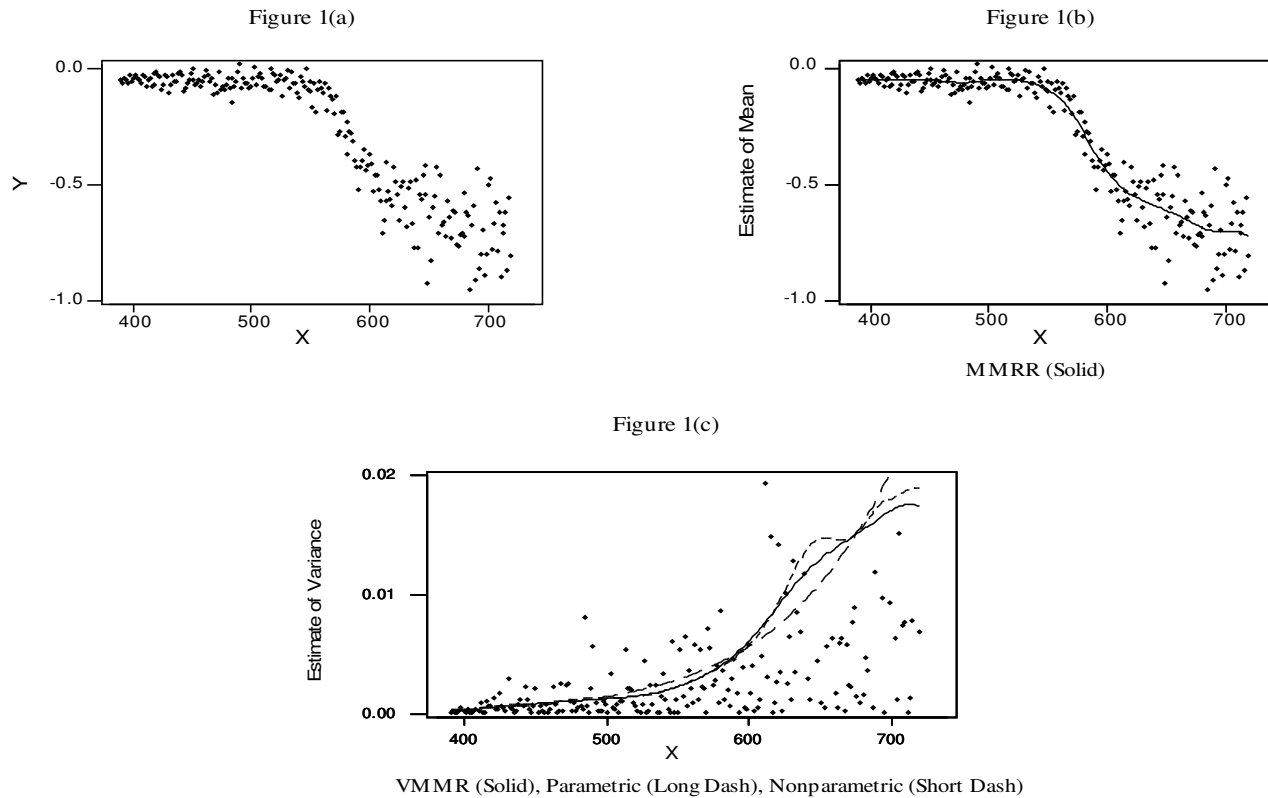 Figure 1(a)
0.0
-0.5
-1.0
Y
400
500
600
700
X
Figure 1(b)
0.0
-0.5
-1.0
Estimate of Mean
400
500
600
700
X
MMRR (Solid)
Figure 1(c)
0.02
0.01
0.00
Estimate of Variance
400
500
600
700
X
VMMR (Solid), Parametric (Long Dash), Nonparametric (Short Dash)